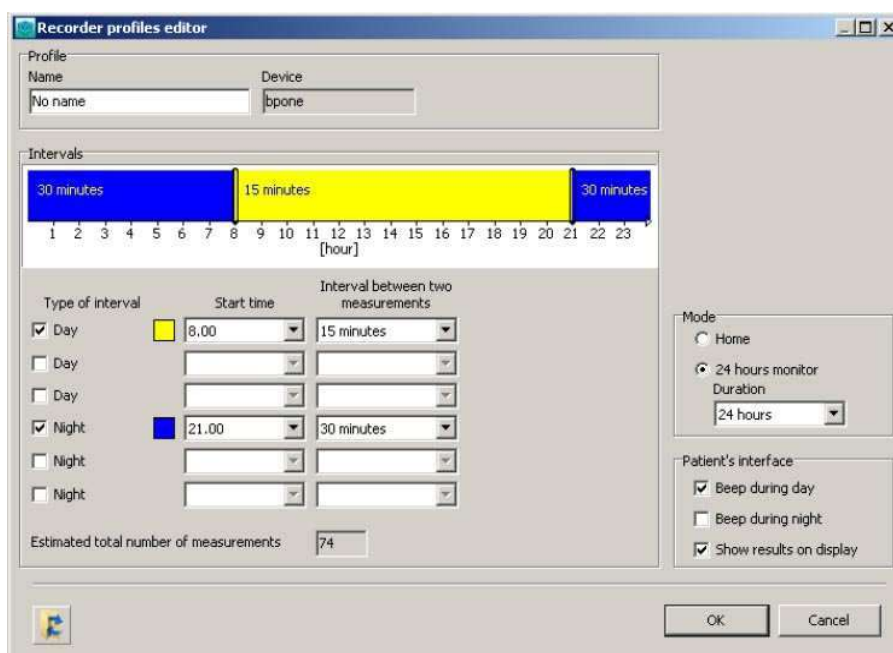 Recorder profiles editor
Profile
Name Device
No name bpone
Intervals
30 minutes 15 minutes 30 minutes
1 2 3 4 5 6 7 8 9 10 11 12 13 14 15 16 17 18 19 20 21 22 23
[hour]
Type of interval Start time Interval between two measurements
Day 8.00 15 minutes
Day
Day
Night 21.00 30 minutes
Night
Night
Estimated total number of measurements 74
Mode
Home
24 hours monitor
Duration
24 hours
Patient's interface
Beep during day
Beep during night
Show results on display
OK Cancel